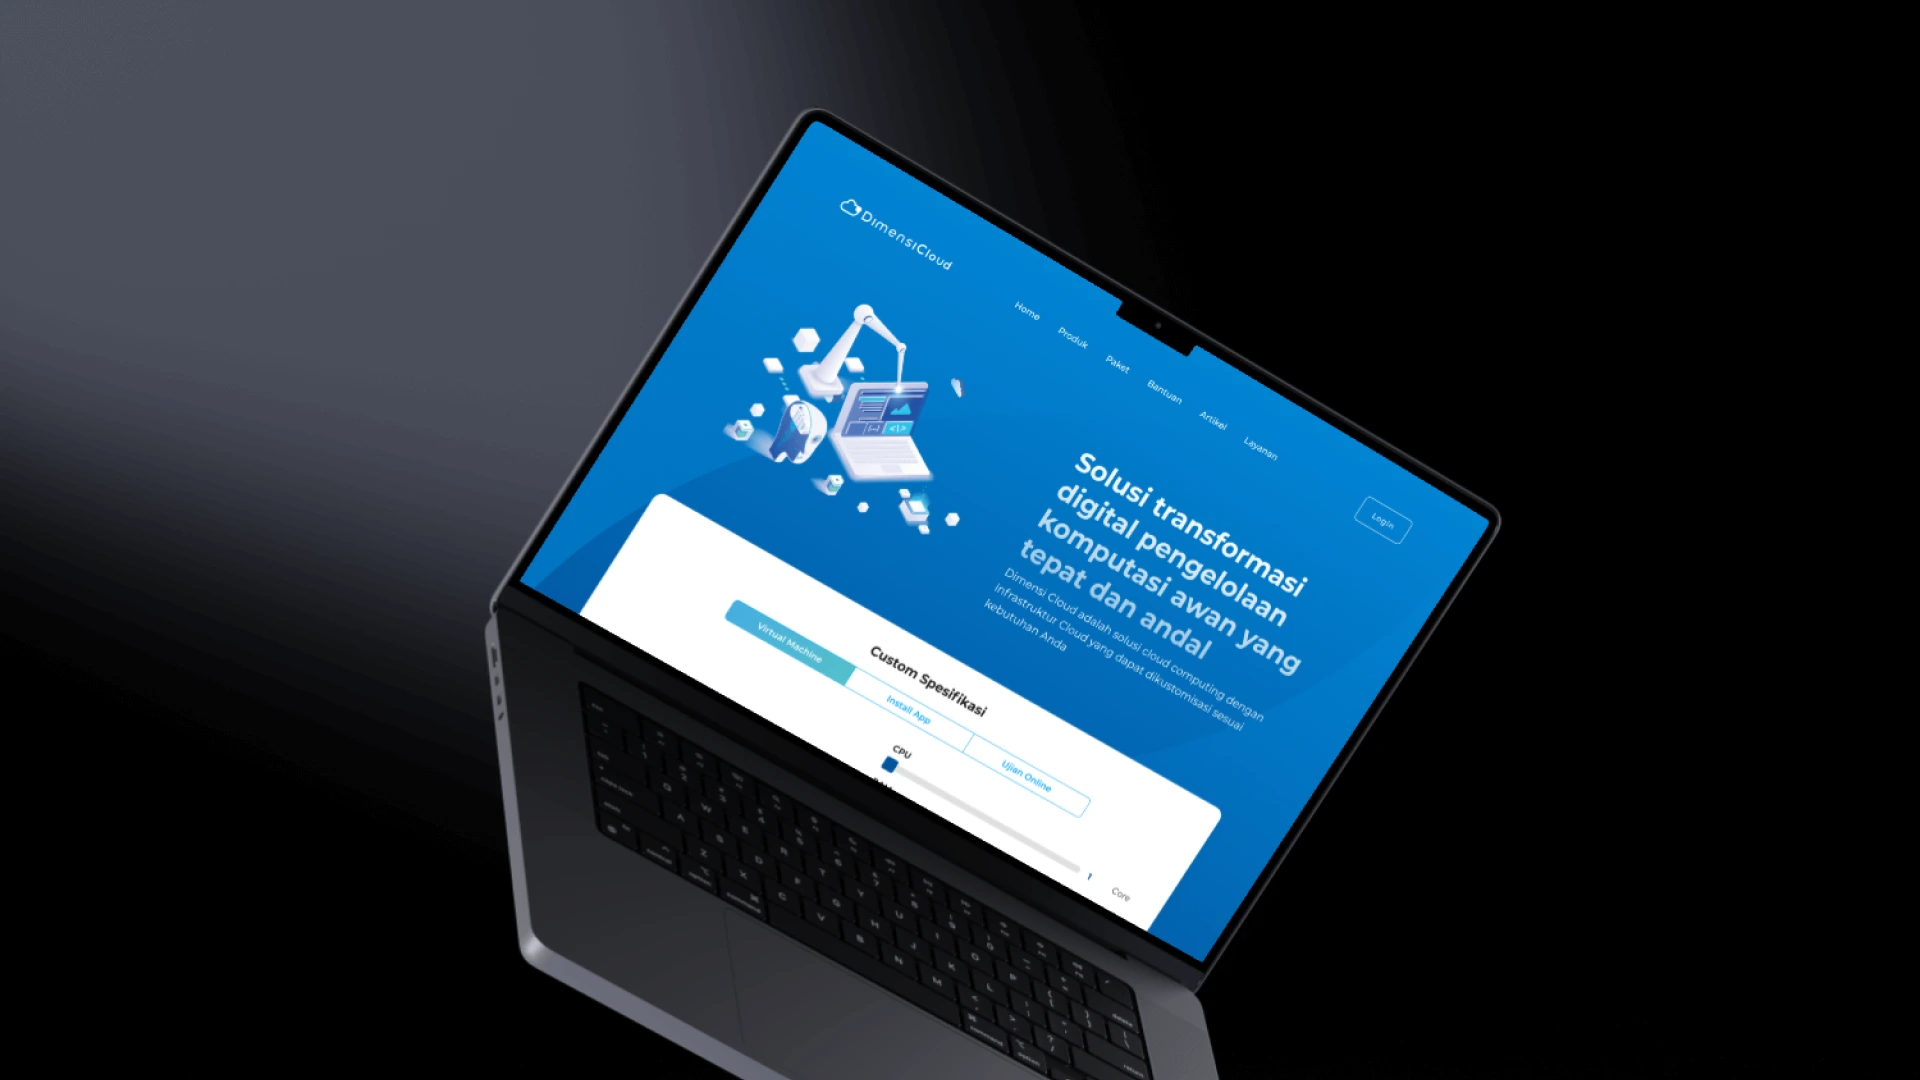 DimensiCloud
Home
Produk
Paket
Bantuan
Artikel
Layanan
Login
Solusi transformasi
digital pengelolaan
komputasi awan yang
tepat dan andal
Dimensi Cloud adalah solusi cloud computing dengan
infrastruktur Cloud yang dapat dikustomisasi sesuai
kebutuhan Anda
Custom Spesifikasi
Virtual Machine
Install App
Ujian Online
CPU
1
Core